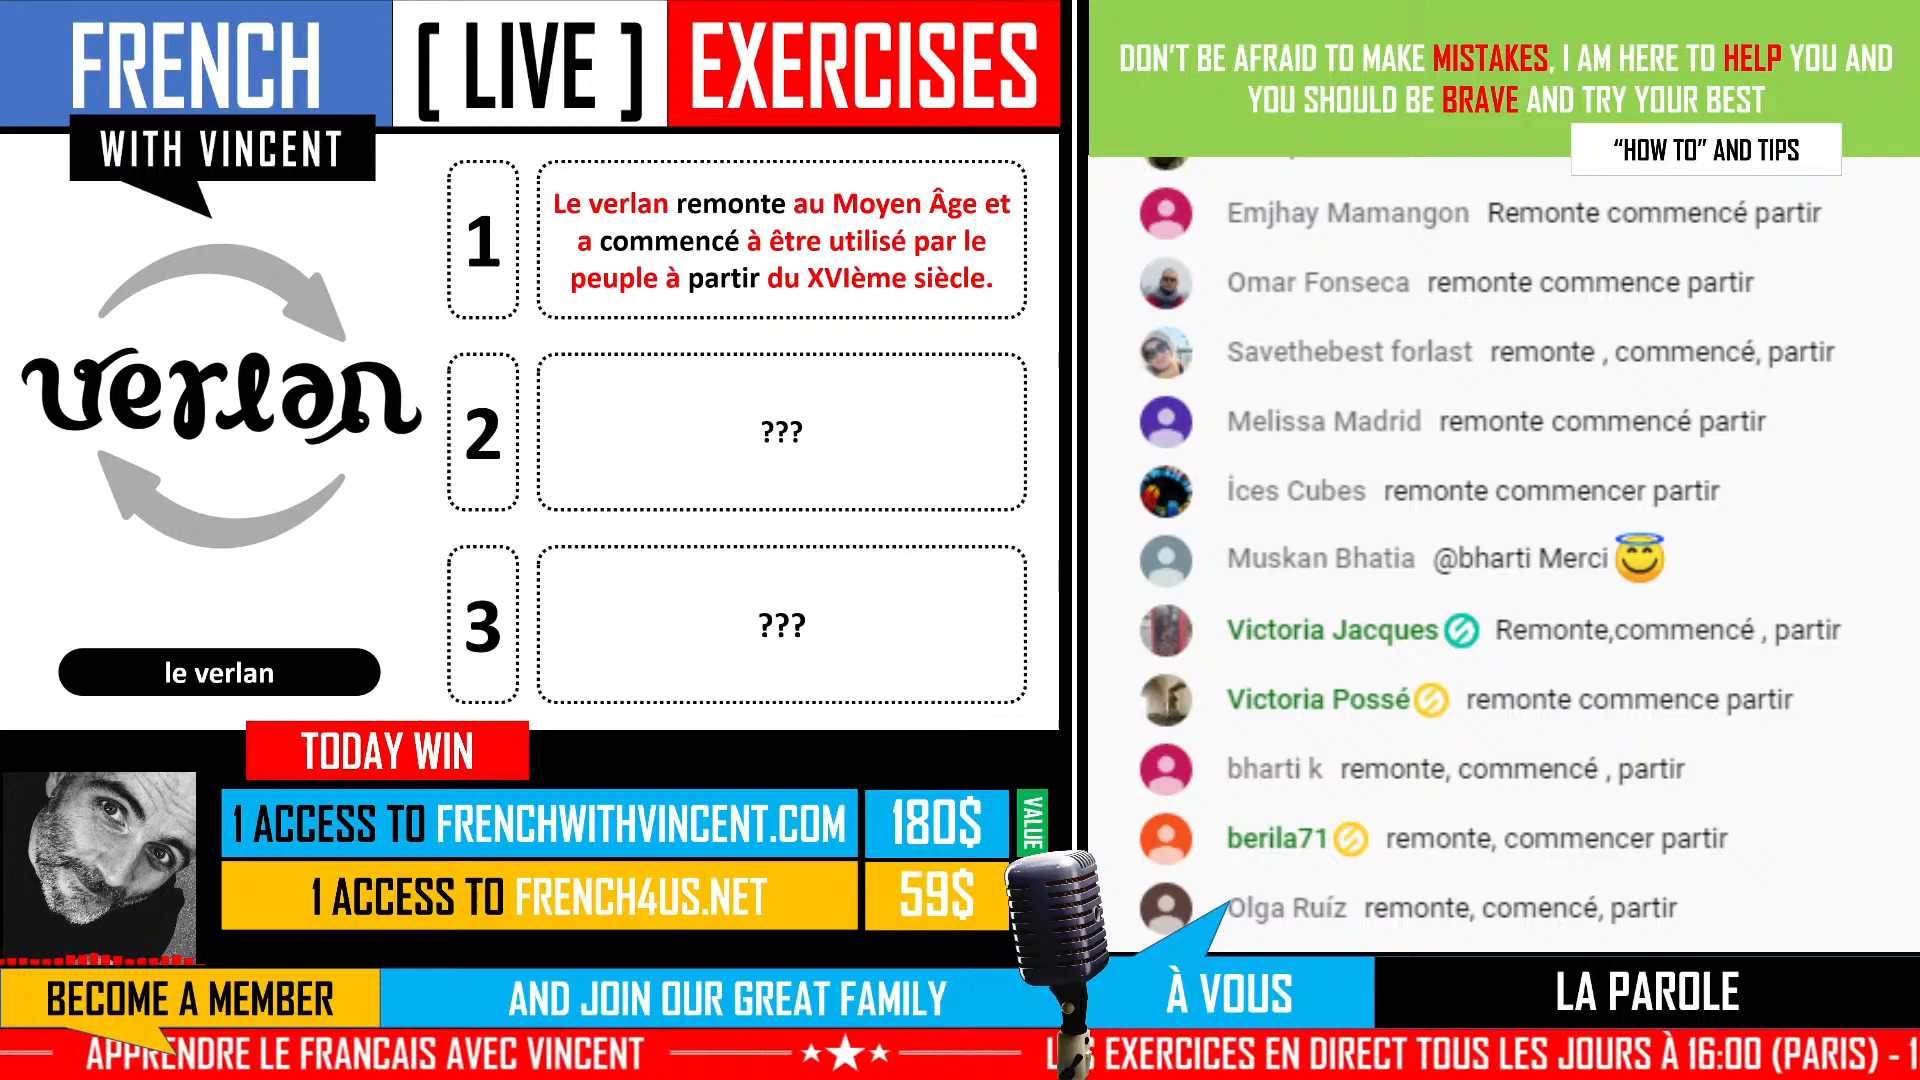 FRENCH
[ LIVE ]
EXERCISES
WITH VINCENT
verlan
le verlan
1
Le verlan remonte au Moyen Âge et
a commencé à être utilisé par le
peuple à partir du XVIème siècle.
2
???
3
???
TODAY WIN
1 ACCESS TO FRENCHWITHVINCENT.COM
180$
VALUE
1 ACCESS TO FRENCH4US.NET
59$
BECOME A MEMBER
AND JOIN OUR GREAT FAMILY
DON'T BE AFRAID TO MAKE MISTAKES, I AM HERE TO HELP YOU AND
YOU SHOULD BE BRAVE AND TRY YOUR BEST
“HOW TO” AND TIPS
Emjhay Mamangon Remonte commencé partir
Omar Fonseca remonte commence partir
Savethebest forlast remonte , commencé, partir
Melissa Madrid remonte commencé partir
İces Cubes remonte commencer partir
Muskan Bhatia @bharti Merci
Victoria Jacques Remonte,commencé , partir
Victoria Possé remonte commence partir
bharti k remonte, commencé , partir
berila71 remonte, commencer partir
Olga Ruíz remonte, comencé, partir
À VOUS
LA PAROLE
APPRENDRE LE FRANCAIS AVEC VINCENT
EXERCICES EN DIRECT TOUS LES JOURS À 16:00 (PARIS) - 1